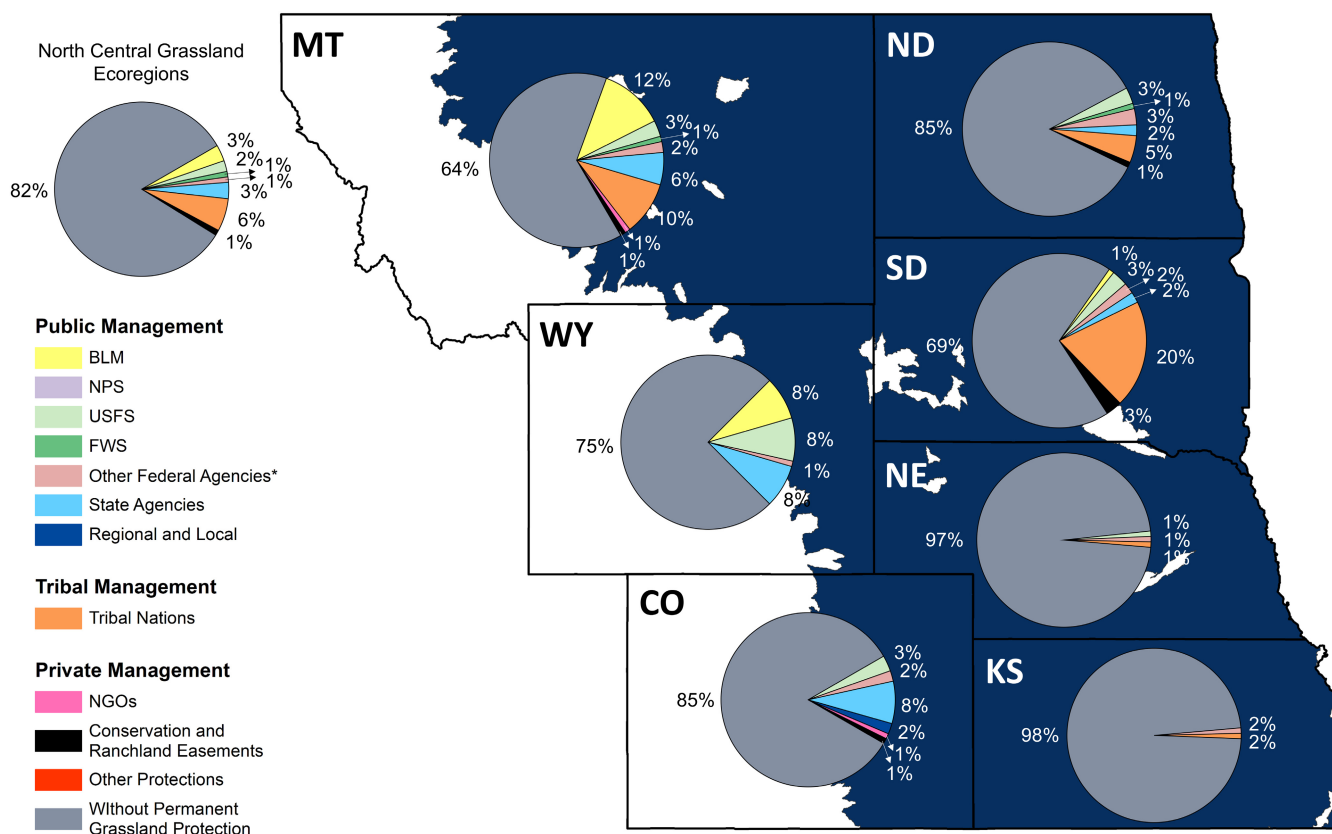 North Central Grassland
Ecoregions
82%
3%
2%
1%
1%
3%
6%
1%
Public Management
BLM
NPS
USFS
FWS
Other Federal Agencies*
State Agencies
Regional and Local
Tribal Management
Tribal Nations
Private Management
NGOs
Conservation and
Ranchland Easements
Other Protections
WIthout Permanent
Grassland Protection
MT
64%
12%
3%
1%
2%
6%
10%
1%
1%
ND
85%
3%
1%
3%
2%
5%
1%
SD
69%
1%
3%
2%
2%
20%
3%
WY
75%
8%
8%
1%
8%
NE
97%
1%
1%
1%
CO
85%
3%
2%
8%
2%
1%
1%
KS
98%
2%
2%